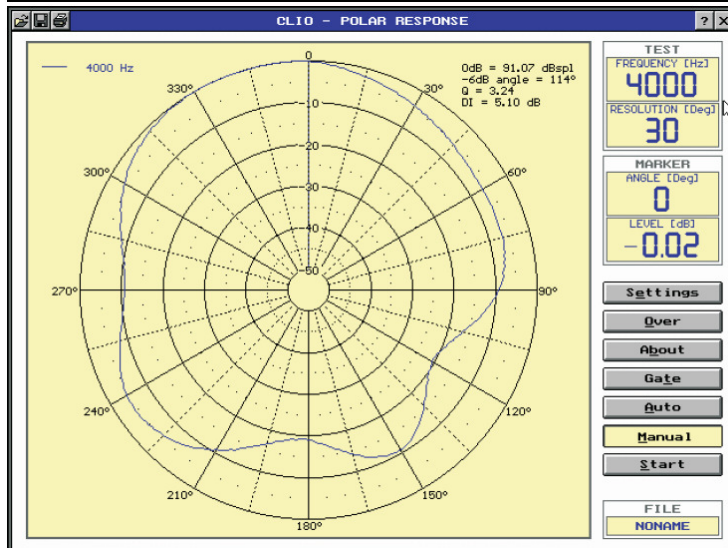 CLIO - POLAR RESPONSE
? X
4000 Hz
0dB = 91.07 dBspl
-6dB angle = 114°
Q = 3.24
DI = 5.10 dB
0
30°
60°
90°
120°
150°
180°
210°
240°
270°
300°
330°
-10
-20
-30
-40
-50
TEST
FREQUENCY [Hz]
4000
RESOLUTION [Deg]
30
MARKER
ANGLE [Deg]
0
LEVEL [dB]
-0.02
Settings
Over
About
Gate
Auto
Manual
Start
FILE
NONAME